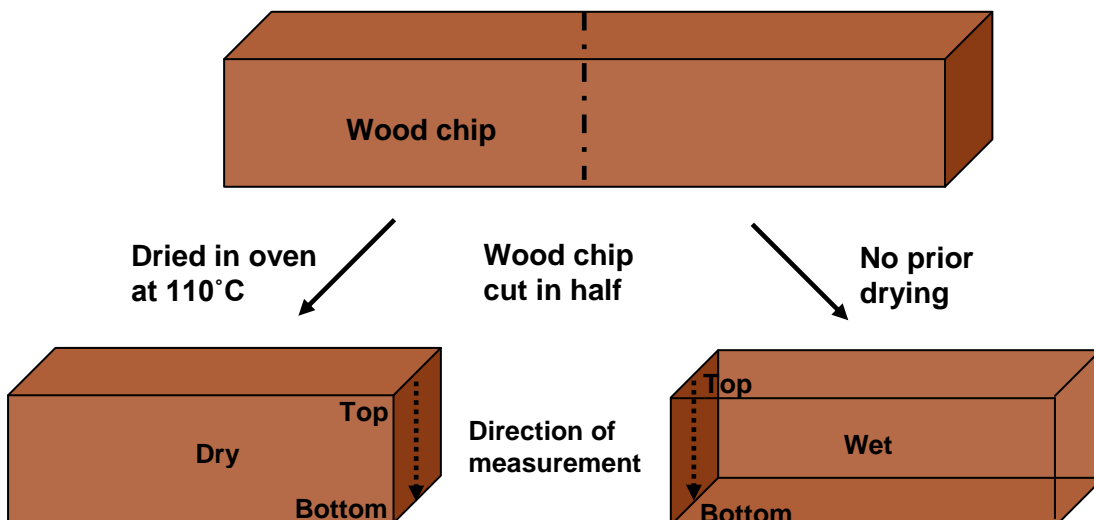 Wood chip
Dried in oven
at 110˚C
Wood chip
cut in half
No prior
drying
Top
Dry
Bottom
Direction of
measurement
Top
Wet
Bottom